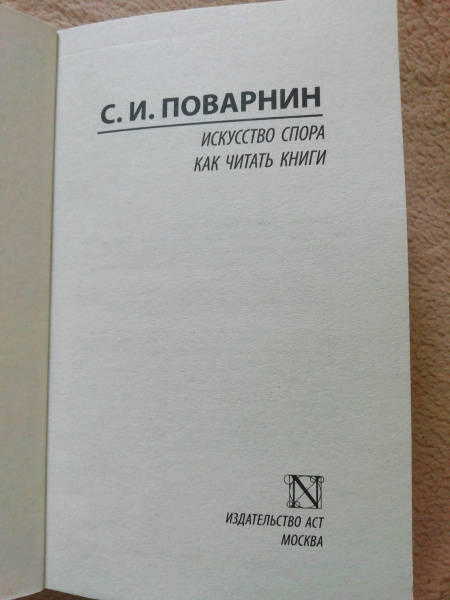 С. И. ПОВАРНИН
ИСКУССТВО СПОРА
КАК ЧИТАТЬ КНИГИ
N
ИЗДАТЕЛЬСТВО АСТ
МОСКВА